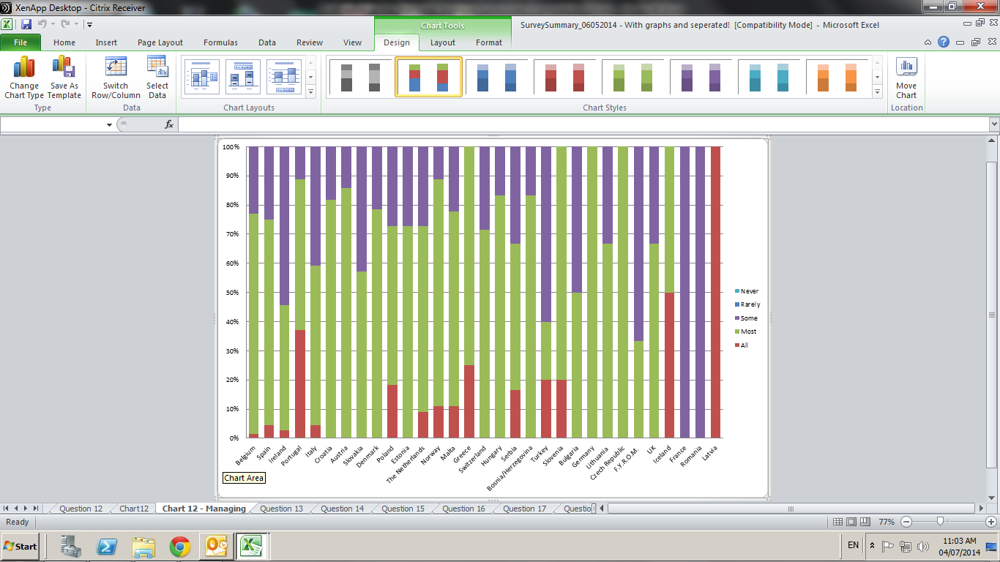 XenApp Desktop - Citrix Receiver
Chart Tools
SurveySummary_06052014 - With graphs and seperated! [Compatibility Mode] - Microsoft Excel
File Home Insert Page Layout Formulas Data Review View Design Layout Format
Change Chart Type
Save As Template
Switch Row/Column
Select Data
Move Chart
Type Data Chart Layouts Chart Styles Location
fx
100%
90%
80%
70%
60%
50%
40%
30%
20%
10%
0%
Never
Rarely
Some
Most
All
Belgium
Spain
Ireland
Portugal
Italy
Croatia
Austria
Slovakia
Denmark
Poland
Estonia
The Netherlands
Norway
Malta
Greece
Switzerland
Hungary
Serbia
Bosnia/Herzegovina
Turkey
Slovenia
Bulgaria
Germany
Lithuania
Czech Republic
F.Y.R.O.M.
UK
Iceland
France
Romania
Latvia
Chart Area
Question 12 Chart12 Chart 12 - Managing Question 13 Question 14 Question 15 Question 16 Question 17 Questio
Ready 77%
Start EN 11:03 AM
04/07/2014